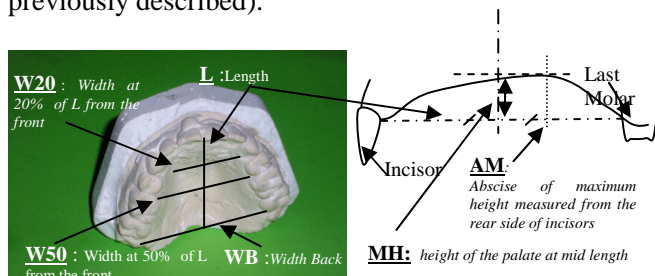 previously described).
W20 : Width at
20% of L from the
front
L :Length
W50 : Width at 50% of L
from the front
WB :Width Back
Last
Molar
Incisor
AM:
Abscise of maximum
height measured from the
rear side of incisors
MH: height of the palate at mid length